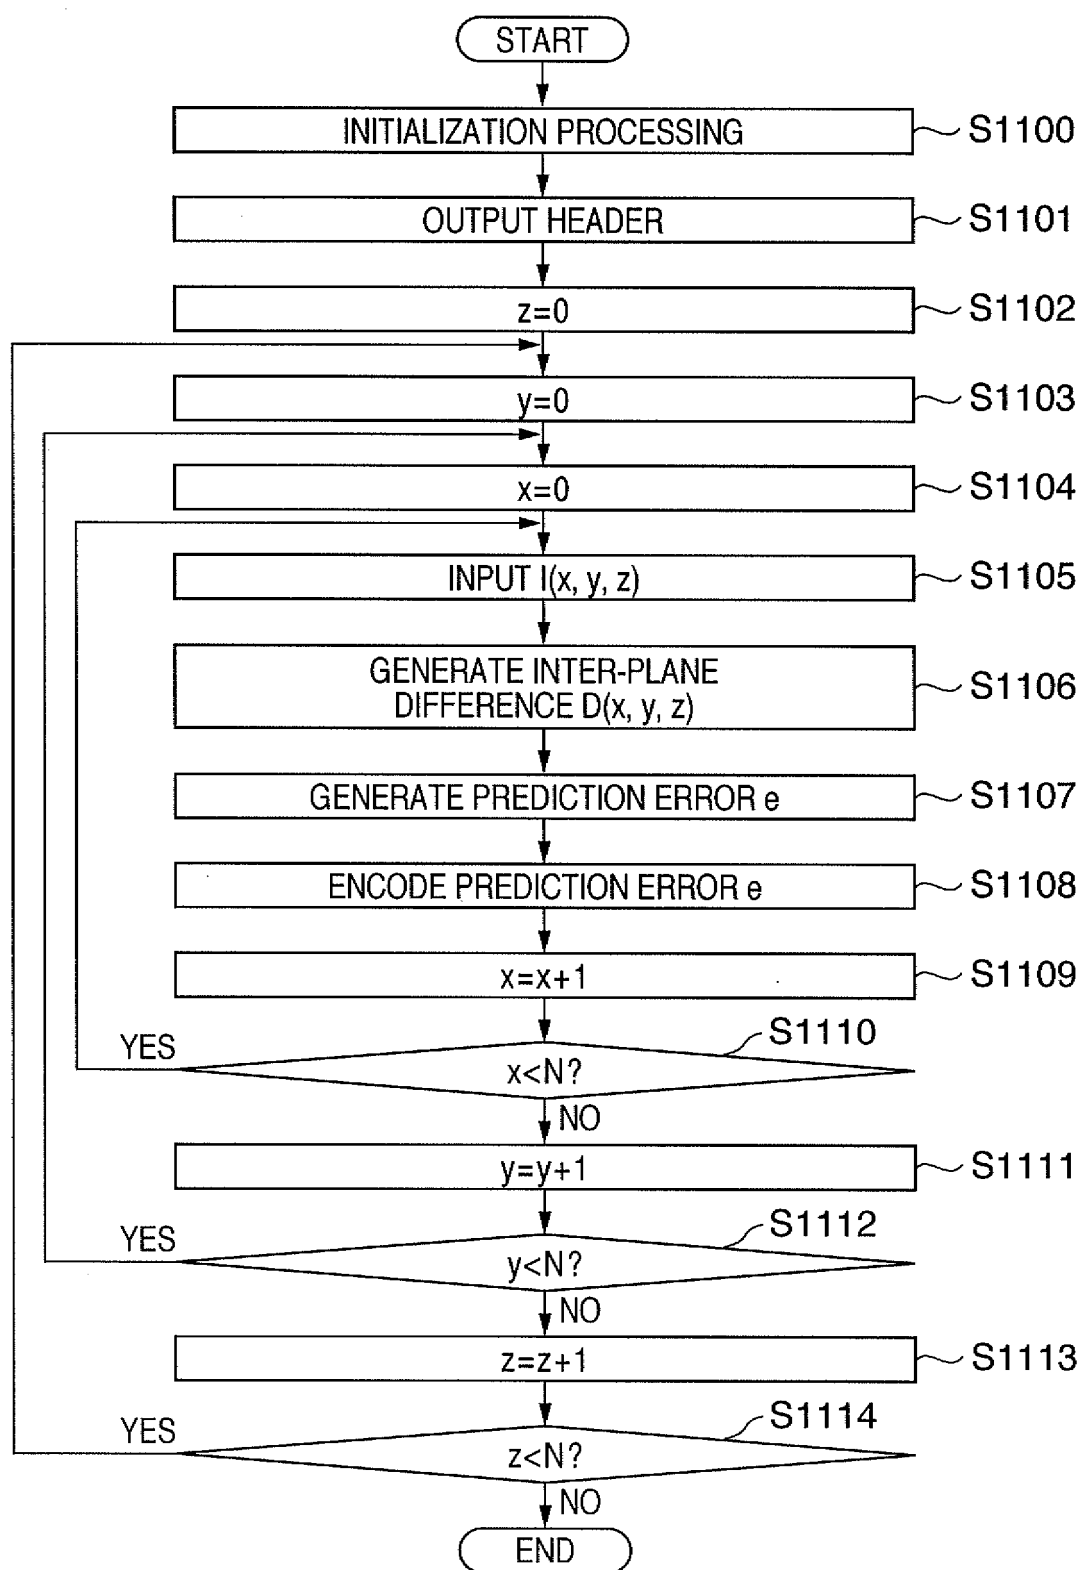 START
INITIALIZATION PROCESSING
S1100
OUTPUT HEADER
S1101
z=0
S1102
y=0
S1103
x=0
S1104
INPUT I(x, y, z)
S1105
GENERATE INTER-PLANE
DIFFERENCE D(x, y, z)
S1106
GENERATE PREDICTION ERROR e
S1107
ENCODE PREDICTION ERROR e
S1108
x=x+1
S1109
S1110
YES
x<N?
NO
y=y+1
S1111
S1112
YES
y<N?
NO
z=z+1
S1113
S1114
YES
z<N?
NO
END